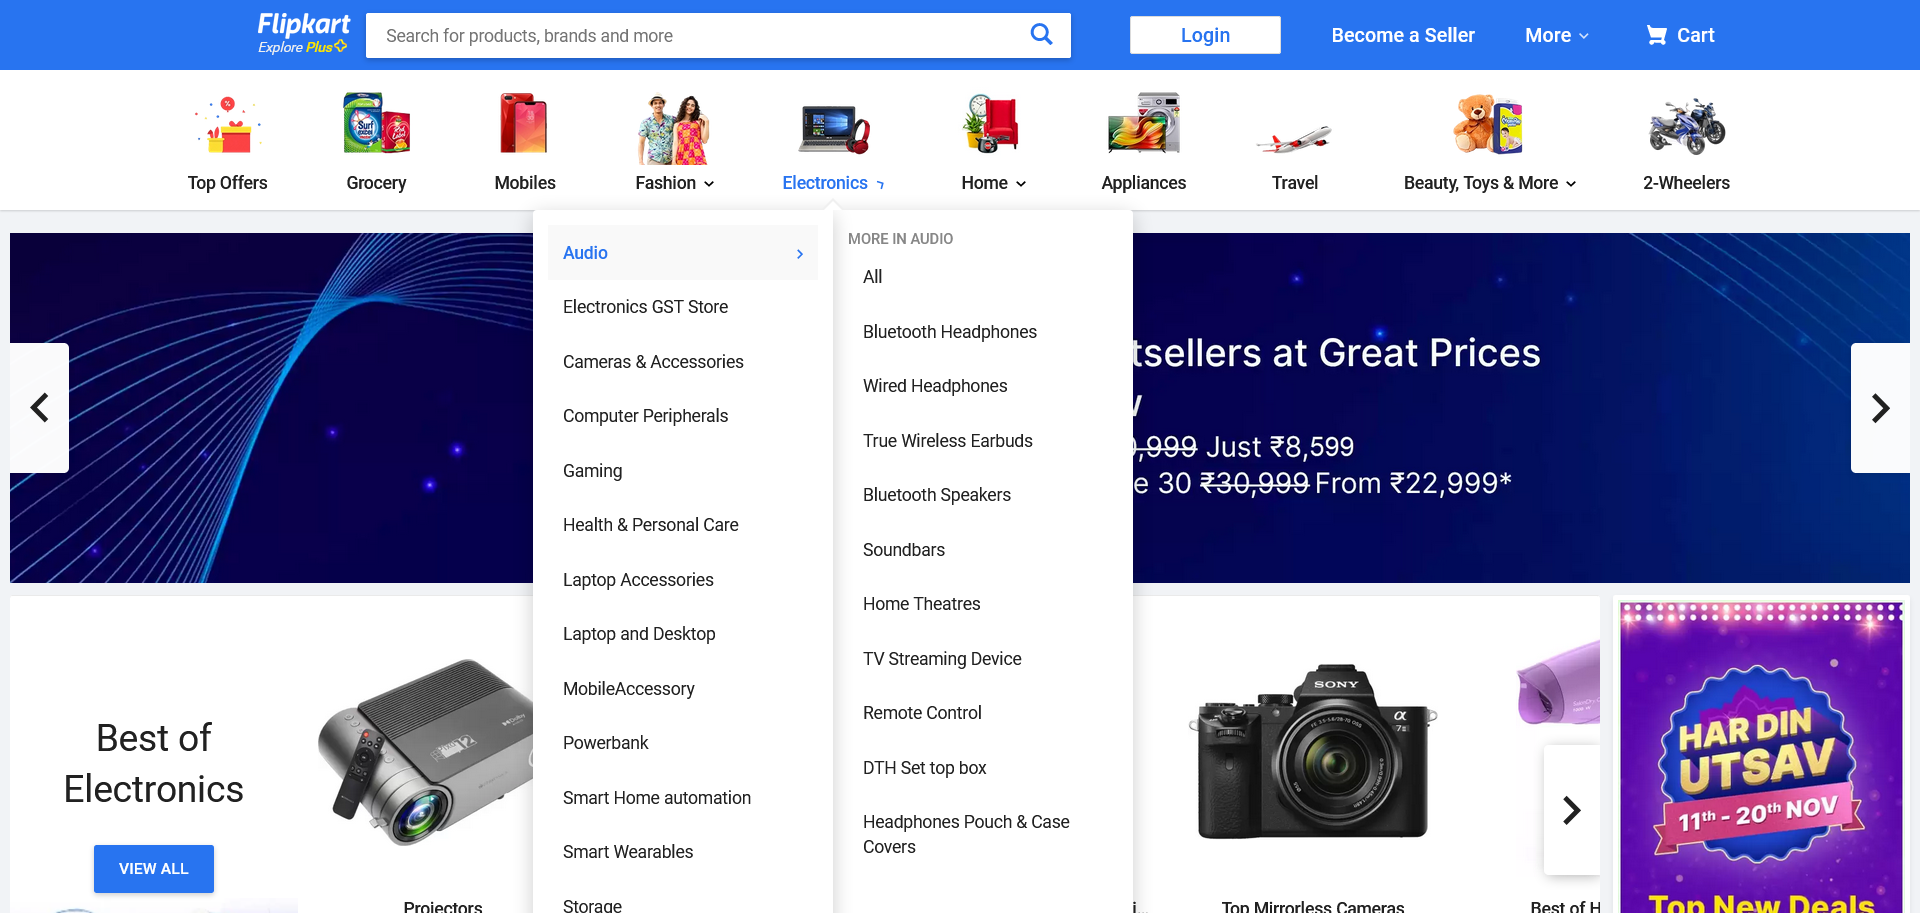 Flipkart
Explore Plus
Search for products, brands and more
Login
Become a Seller
More
Cart
Top Offers
Grocery
Mobiles
Fashion
Electronics
Home
Appliances
Travel
Beauty, Toys & More
2-Wheelers
Audio
Electronics GST Store
Cameras & Accessories
Computer Peripherals
Gaming
Health & Personal Care
Laptop Accessories
Laptop and Desktop
MobileAccessory
Powerbank
Smart Home automation
Smart Wearables
Storage
MORE IN AUDIO
All
Bluetooth Headphones
Wired Headphones
True Wireless Earbuds
Bluetooth Speakers
Soundbars
Home Theatres
TV Streaming Device
Remote Control
DTH Set top box
Headphones Pouch & Case
Covers
tsellers at Great Prices
,999 Just ₹8,599
e 30 ₹30,999 From ₹22,999*
Best of
Electronics
VIEW ALL
Projectors
SONY
α
7II
i...
Top Mirrorless Cameras
Best of H
HAR DIN
UTSAV
11th - 20th NOV
Top New Deals